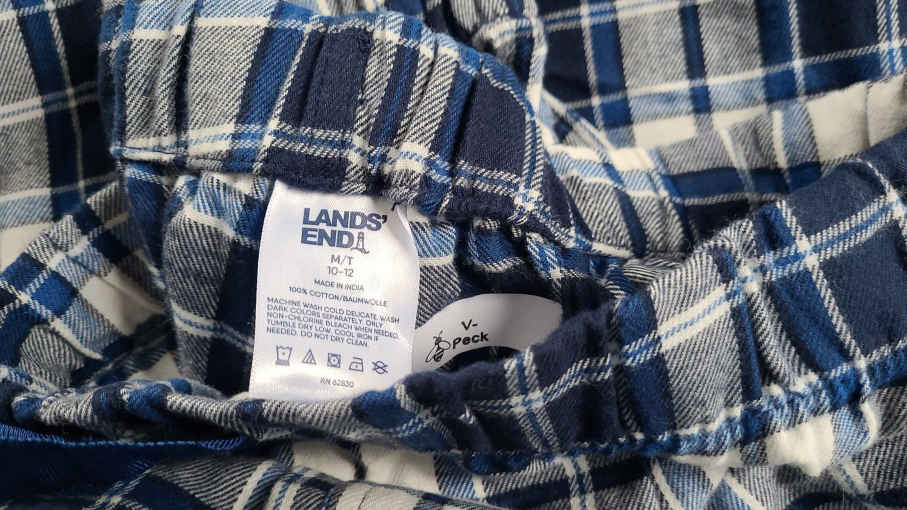 LANDS'
END
M/T
10-12
MADE IN INDIA
100% COTTON/BAUMWOLLE
MACHINE WASH COLD DELICATE. WASH
DARK COLORS SEPARATELY. ONLY
NON-CHLORINE BLEACH WHEN NEEDED.
TUMBLE DRY LOW. COOL IRON IF
NEEDED. DO NOT DRY CLEAN.
RN 62830
V-
Peck